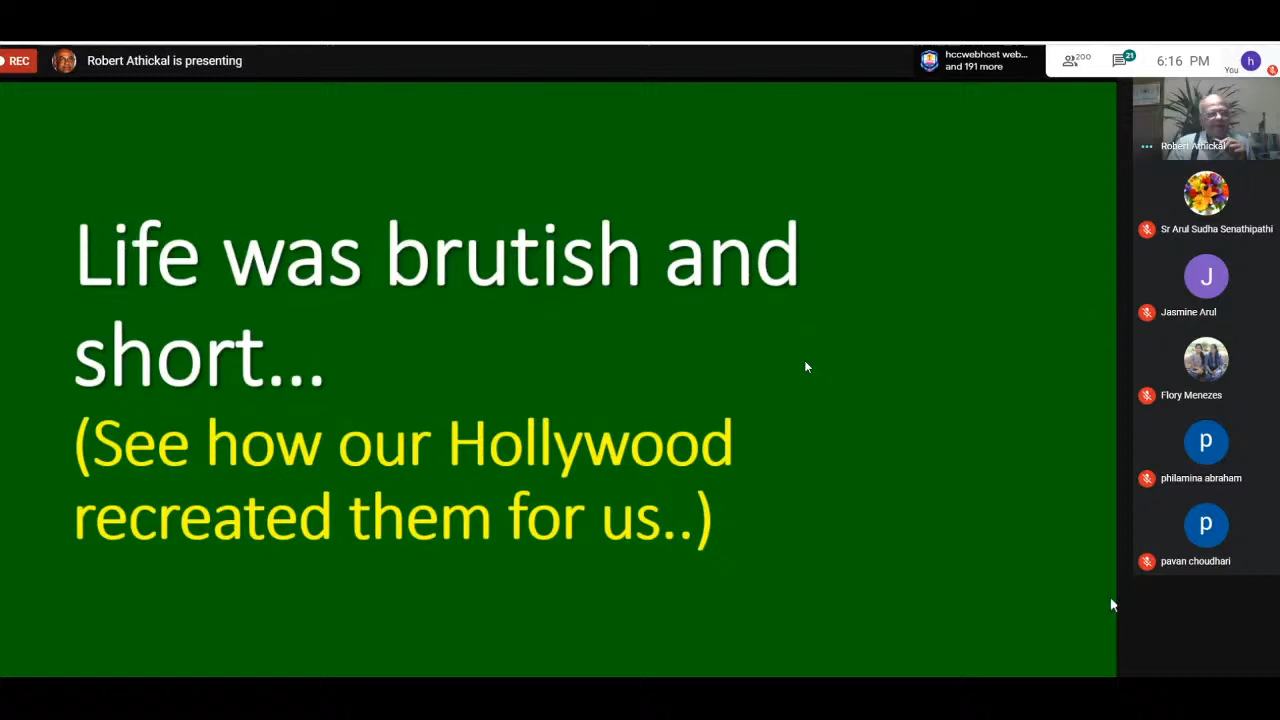 REC
Robert Athickal is presenting
hccwebhost web...
and 191 more
200
21
6:16 PM
You
h
Life was brutish and
short...
(See how our Hollywood
recreated them for us..)
Robert Athickal
Sr Arul Sudha Senathipathi
J
Jasmine Arul
Flory Menezes
p
philamina abraham
p
pavan choudhari